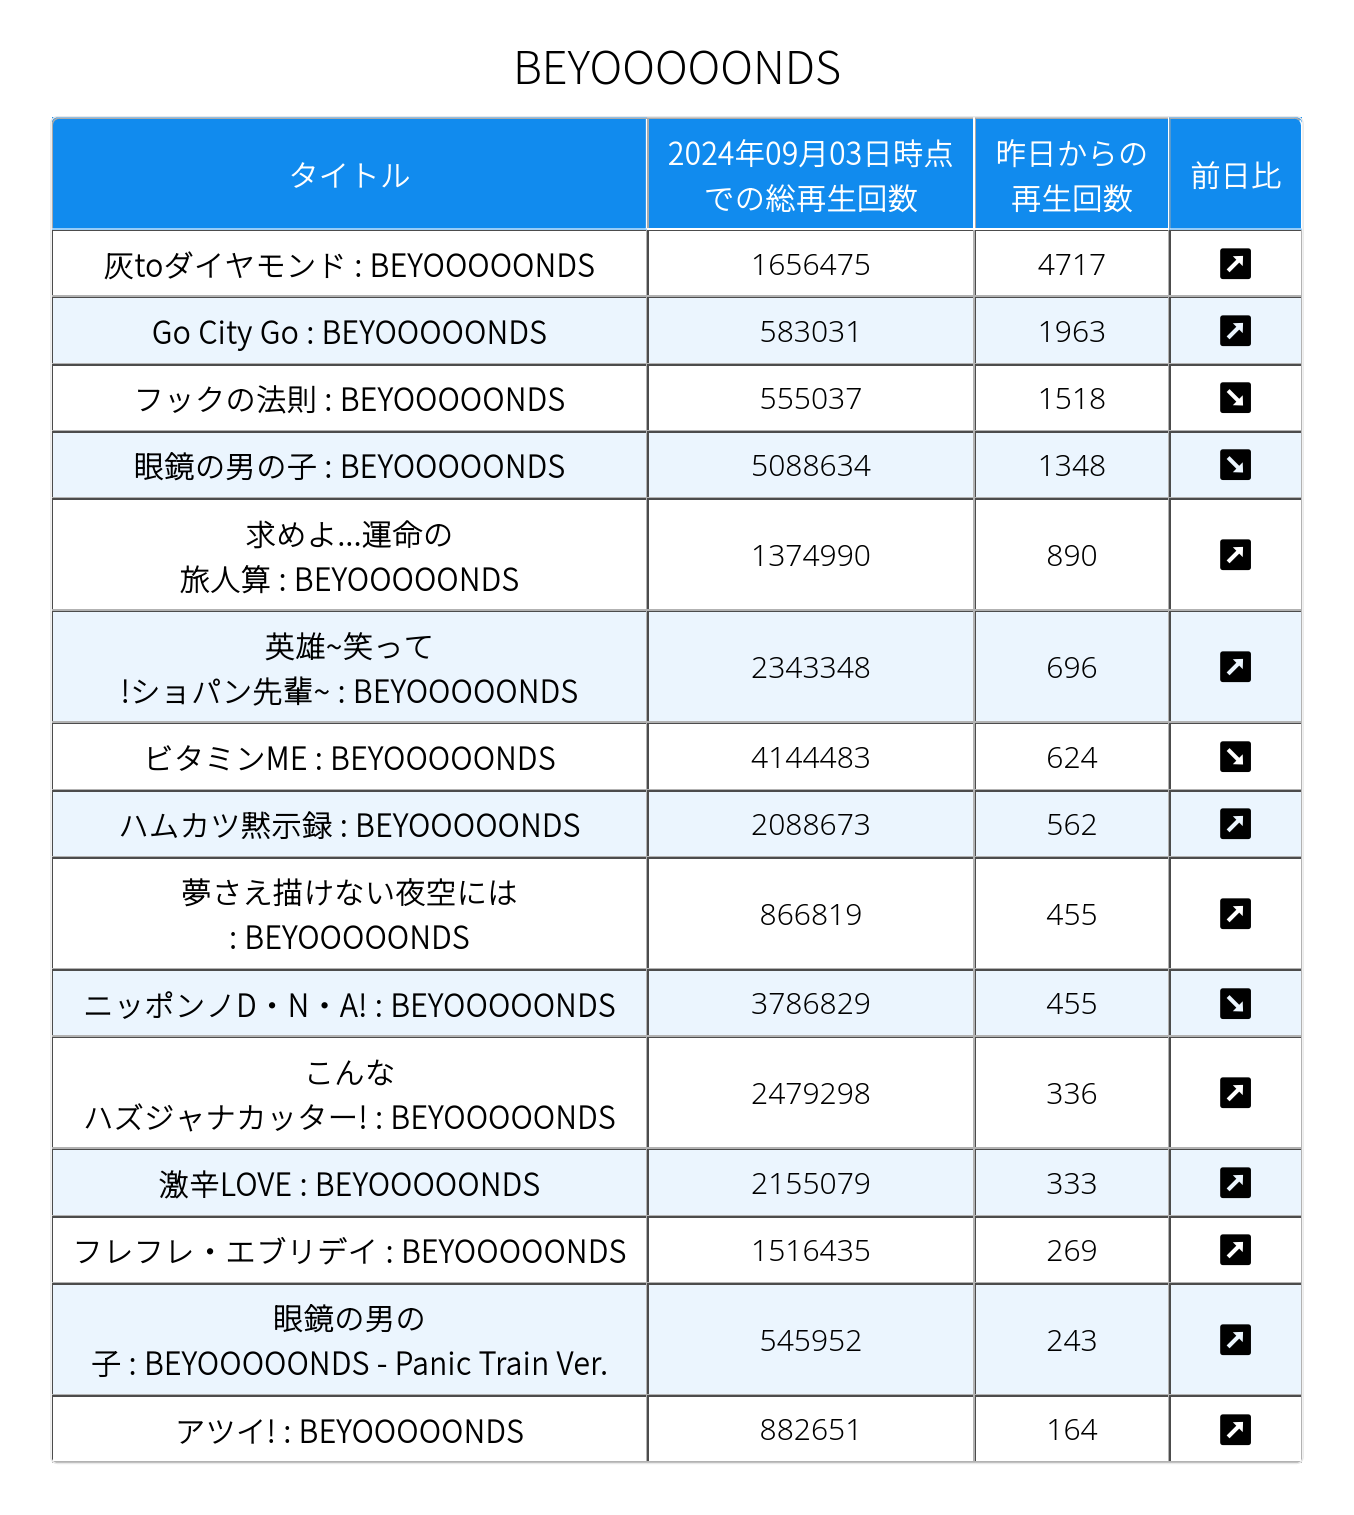 BEYOOOOONDS
タイトル
2024年09月03日時点
での総再生回数
昨日からの
再生回数
前日比
灰toダイヤモンド : BEYOOOOONDS
1656475
4717
Go City Go : BEYOOOOONDS
583031
1963
フックの法則 : BEYOOOOONDS
555037
1518
眼鏡の男の子 : BEYOOOOONDS
5088634
1348
求めよ...運命の
旅人算 : BEYOOOOONDS
1374990
890
英雄~笑って
!ショパン先輩~ : BEYOOOOONDS
2343348
696
ビタミンME : BEYOOOOONDS
4144483
624
ハムカツ黙示録 : BEYOOOOONDS
2088673
562
夢さえ描けない夜空には
: BEYOOOOONDS
866819
455
ニッポンノD・N・A! : BEYOOOOONDS
3786829
455
こんな
ハズジャナカッター! : BEYOOOOONDS
2479298
336
激辛LOVE : BEYOOOOONDS
2155079
333
フレフレ・エブリデイ : BEYOOOOONDS
1516435
269
眼鏡の男の
子 : BEYOOOOONDS - Panic Train Ver.
545952
243
アツイ! : BEYOOOOONDS
882651
164